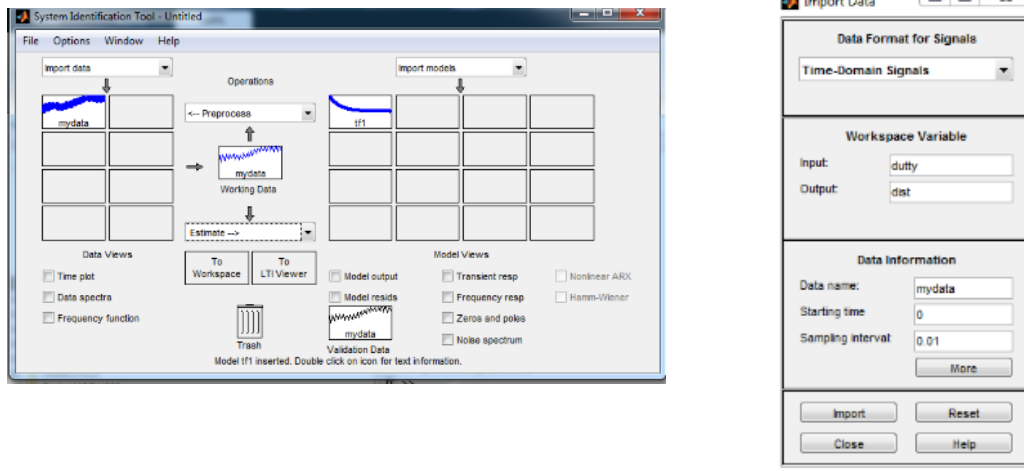 System Identification Tool - Untitled
File Options Window Help
Import data
Import models
Operations
<-- Preprocess
mydata
tf1
mydata
Working Data
Estimate -->
Data Views
To Workspace
To LTI Viewer
Model Views
Time plot
Data spectra
Frequency function
Model output
Model resids
Transient resp
Frequency resp
Zeros and poles
Noise spectrum
Nonlinear ARX
Hamm-Wiener
Trash
mydata
Validation Data
Model tf1 inserted. Double click on icon for text information.
Import Data
Data Format for Signals
Time-Domain Signals
Workspace Variable
Input: dutty
Output: dist
Data Information
Data name: mydata
Starting time 0
Sampling interval: 0.01
More
Import Reset
Close Help